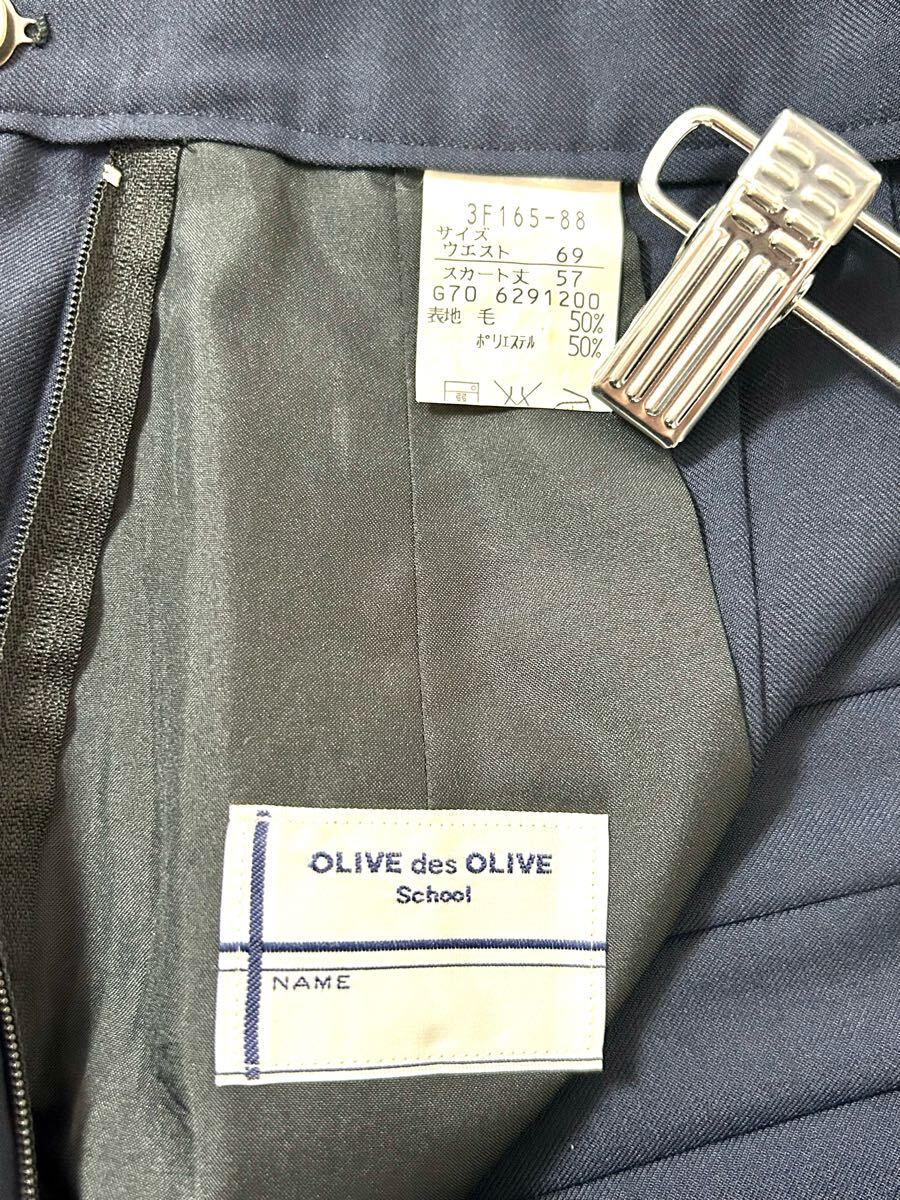 3F165-88
サイズ
ウエスト 69
スカート丈 57
G70 6291200
表地 毛 50%
ポリエステル 50%
OLIVE des OLIVE
School
NAME